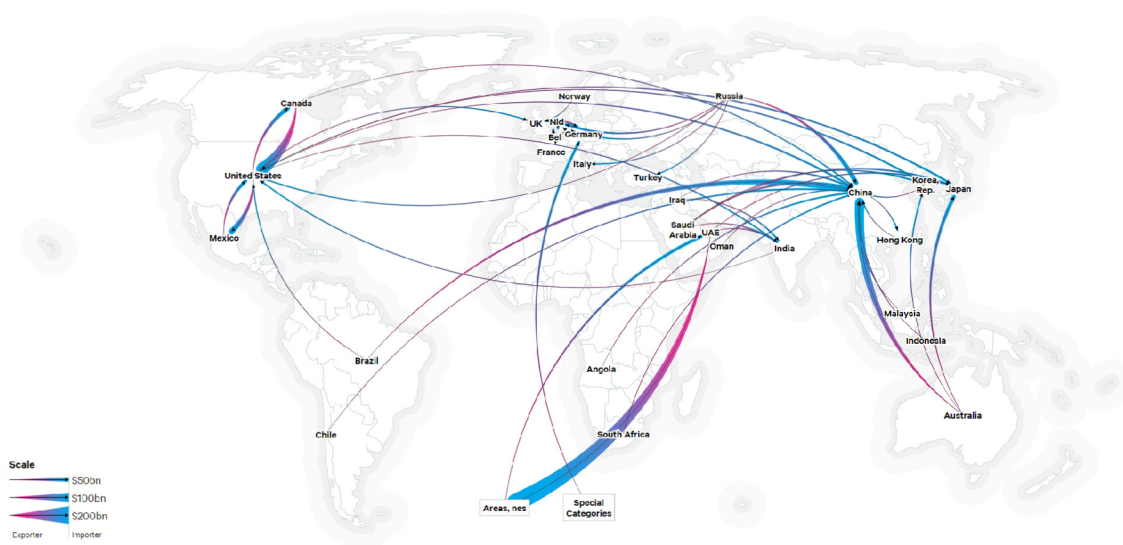 Canada
Norway
Russia
UK
Nld
Bel
Germany
France
Italy
United States
Turkey
Korea,
Rep.
Japan
China
Iraq
Mexico
Saudi
Arabia
UAE
Oman
India
Hong Kong
Malaysia
Indonesia
Brazil
Angola
Australia
Chile
South Africa
Areas, nes
Special
Categories
Scale
$50bn
$100bn
$200bn
Exporter
Importer